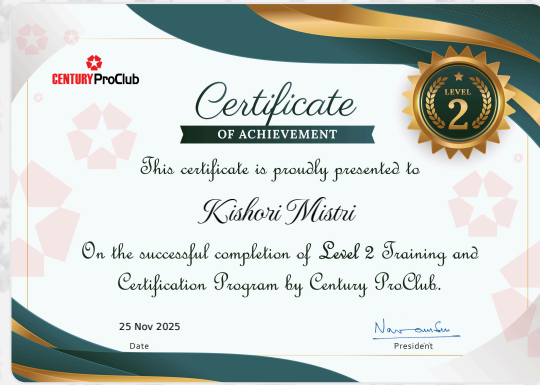 CENTURY ProClub
Certificate
OF ACHIEVEMENT
LEVEL
2
This certificate is proudly presented to
Kishori Mistri
On the successful completion of Level 2 Training and
Certification Program by Century ProClub.
25 Nov 2025
Date
President